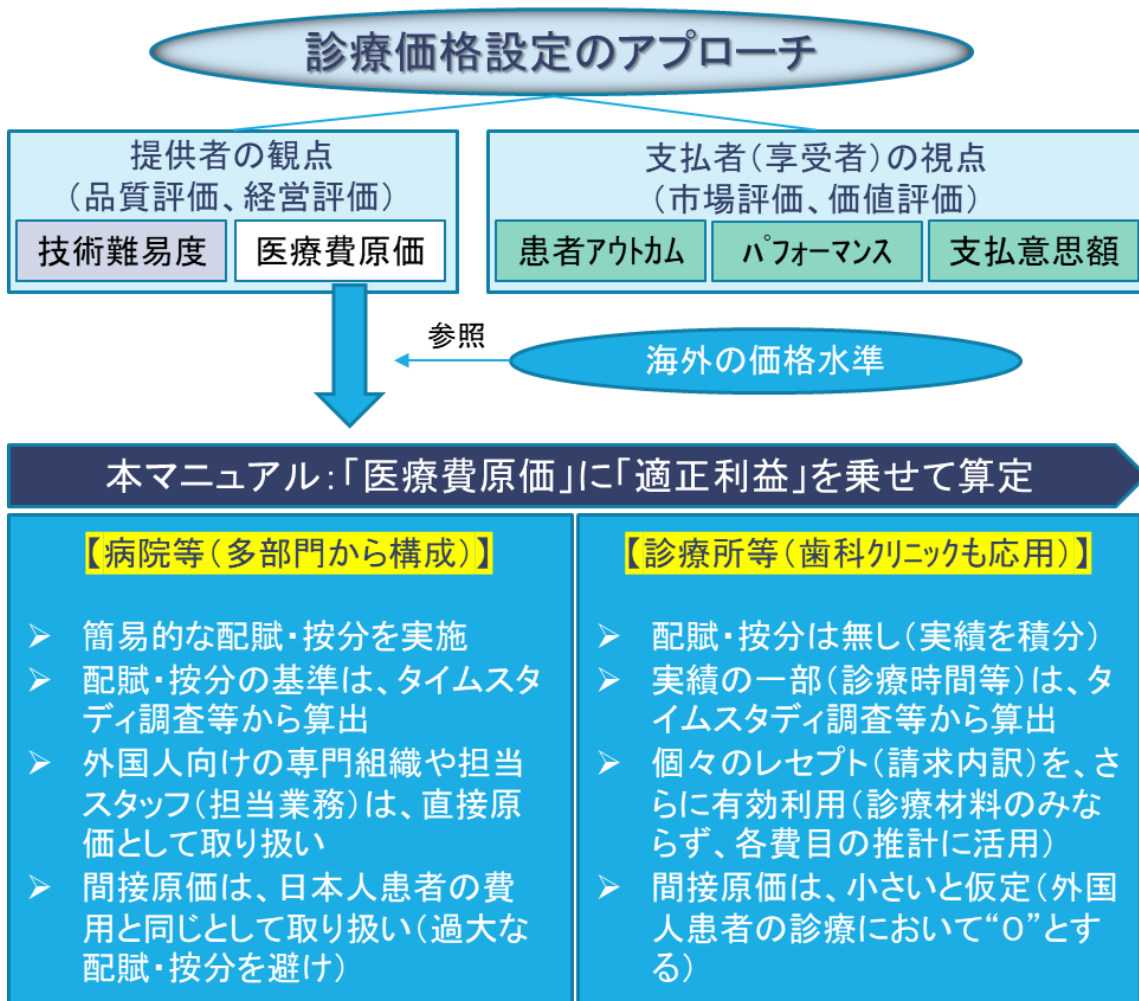 診療価格設定のアプローチ
提供者の観点
（品質評価、経営評価）
技術難易度
医療費原価
支払者（享受者）の視点
（市場評価、価値評価）
患者アウトカム
パフォーマンス
支払意思額
参照
海外の価格水準
本マニュアル：「医療費原価」に「適正利益」を乗せて算定
【病院等（多部門から構成）】
➢ 簡易的な配賦・按分を実施
➢ 配賦・按分の基準は、タイムスタ
ディ調査等から算出
➢ 外国人向けの専門組織や担当
スタッフ（担当業務）は、直接原
価として取り扱い
➢ 間接原価は、日本人患者の費
用と同じとして取り扱い（過大な
配賦・按分を避け）
【診療所等（歯科クリニックも応用）】
➢ 配賦・按分は無し（実績を積分）
➢ 実績の一部（診療時間等）は、タ
イムスタディ調査等から算出
➢ 個々のレセプト（請求内訳）を、さ
らに有効利用（診療材料のみな
らず、各費目の推計に活用）
➢ 間接原価は、小さいと仮定（外国
人患者の診療において“０”とす
る）